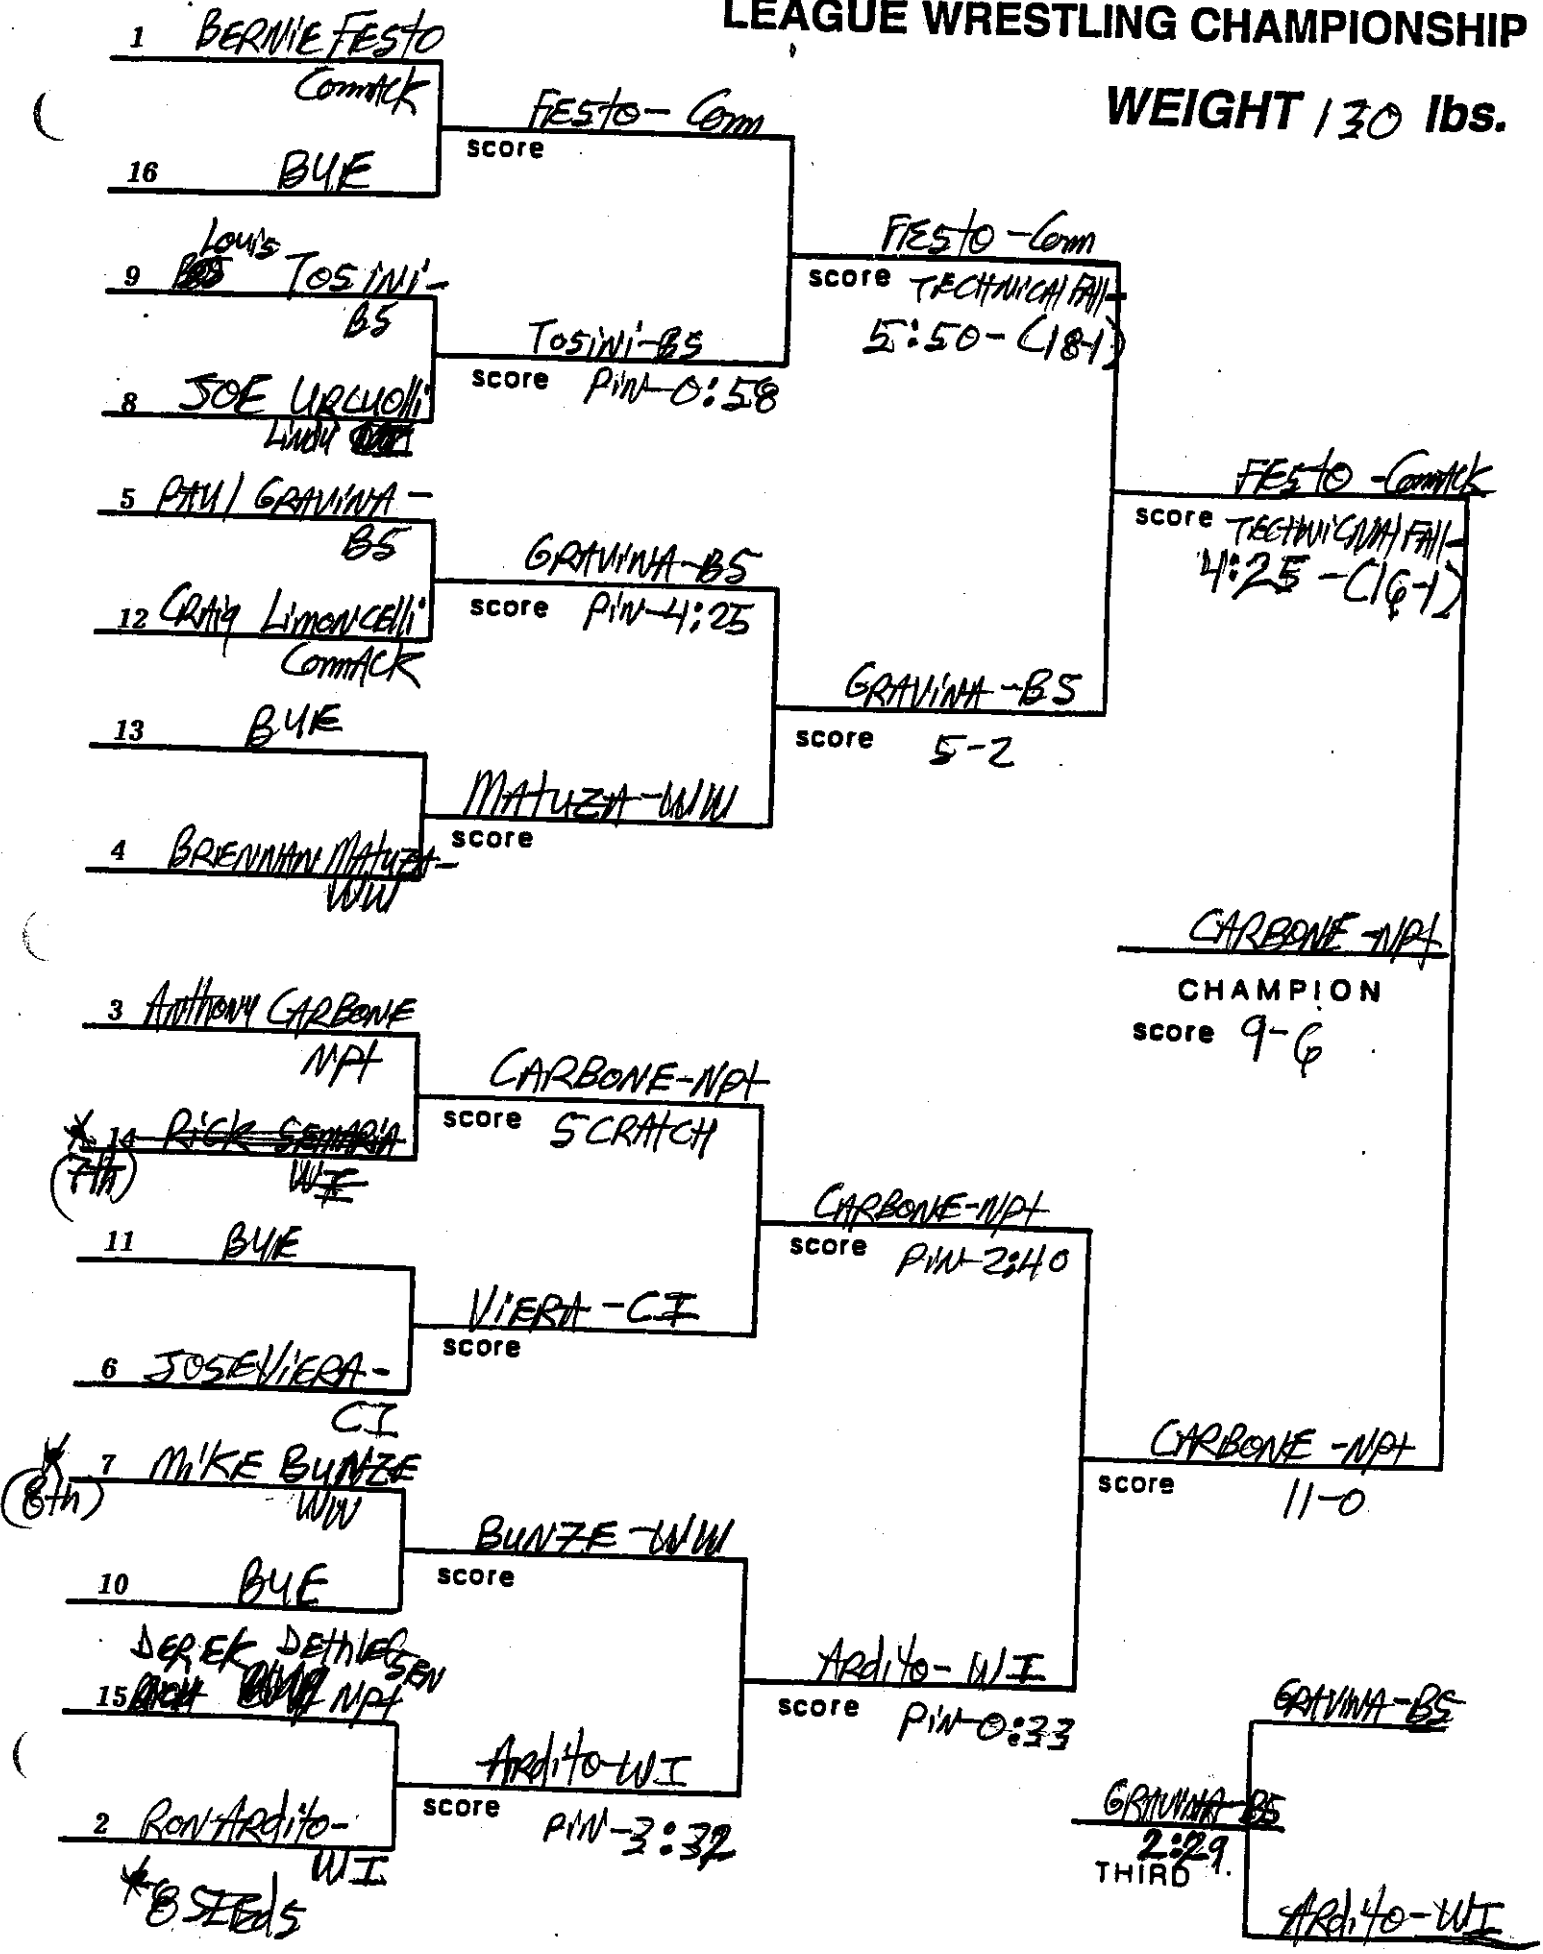 LEAGUE WRESTLING CHAMPIONSHIP
WEIGHT 130 lbs.
1 BERNIE FESTO
COMMACK
FESTO - COMM
score
16 BYE
FESTO - COMM
score TECHNICAL FALL -
5:50 - (18-1)
9 Louis TOSINI -
BS
TOSINI - BS
score PIN - 0:58
8 JOE URCUOLLI
LINDY
FESTO - COMMACK
score TECHNICNAL FALL -
4:25 - (16-1)
5 PAUL GRAVINA -
BS
GRAVINA - BS
score PIN - 4:25
12 CRAIG LIMONCELLI
COMMACK
GRAVINA - BS
score 5-2
13 BYE
MATUZA - WW
score
4 BRENNAN MATUZA -
WW
CARBONE - NPT
CHAMPION
score 9-6
3 ANTHONY CARBONE
NPT
CARBONE - NPT
score SCRATCH
* 14 RICK
(7th) WI
CARBONE - NPT
score PIN - 2:40
11 BYE
VIERA - CI
score
6 JOSE VIERA -
CI
CARBONE - NPT
score 11-0
* 7 MIKE BUNZE
(8th) WW
BUNZE - WW
score
10 BYE
ARDITO - WI
score PIN - 0:33
DEREK DETHLEFSEN
15 NPT
ARDITO - WI
score PIN - 3:32
2 RON ARDITO -
WI
* 8 SEEDS
GRAVINA - BS
GRAVINA - BS
2:29
THIRD
ARDITO - WI